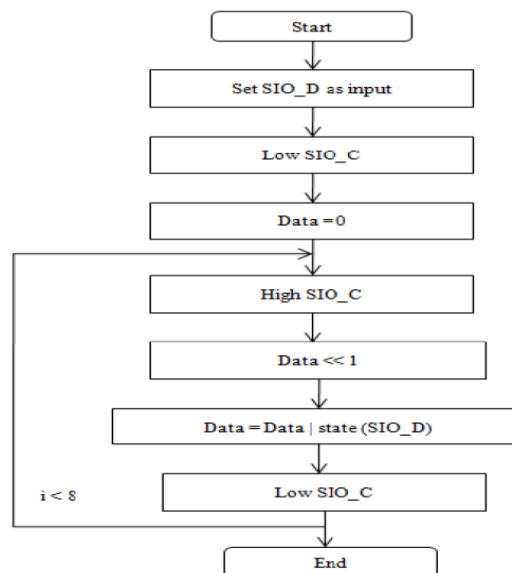 Start
Set SIO_D as input
Low SIO_C
Data =0
High SIO_C
Data << 1
Data = Data | state (SIO_D)
Low SIO_C
i < 8
End